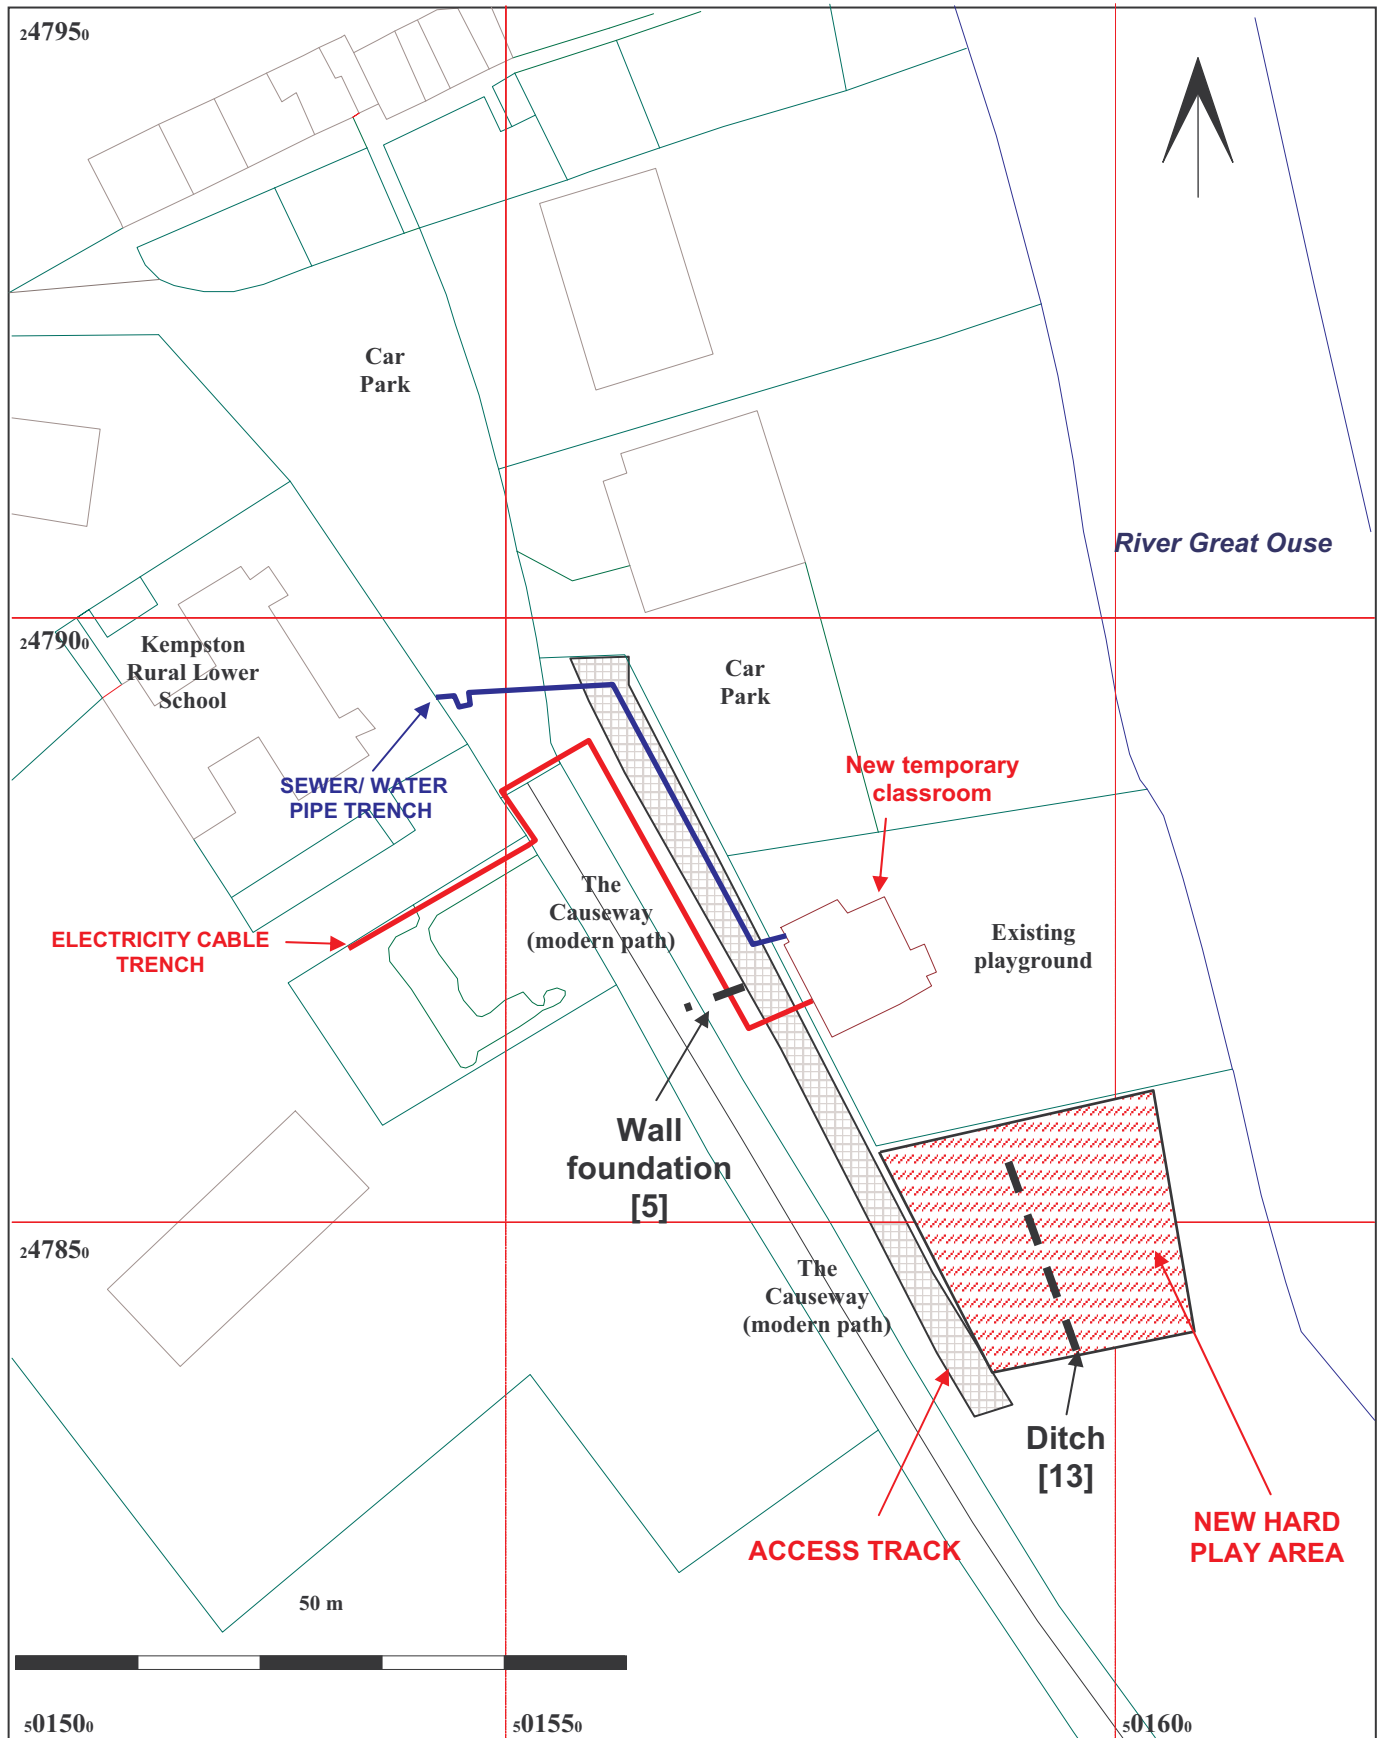 247950
Car
Park
River Great Ouse
247900
Kempston
Rural Lower
School
Car
Park
SEWER/ WATER
PIPE TRENCH
New temporary
classroom
The
Causeway
(modern path)
ELECTRICITY CABLE
TRENCH
Existing
playground
Wall
foundation
[5]
247850
The
Causeway
(modern path)
Ditch
[13]
ACCESS TRACK
NEW HARD
PLAY AREA
50 m
501500
501550
501600